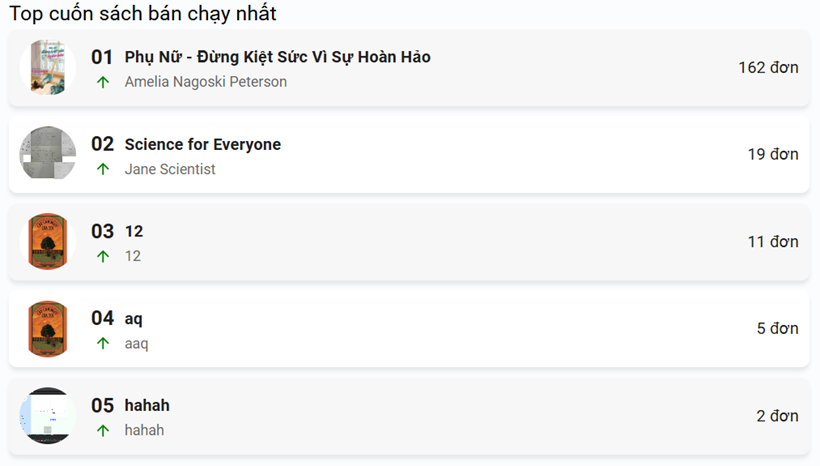 Top cuốn sách bán chạy nhất
01 Phụ Nữ - Đừng Kiệt Sức Vì Sự Hoàn Hảo
Amelia Nagoski Peterson
162 đơn
02 Science for Everyone
Jane Scientist
19 đơn
03 12
12
11 đơn
04 aq
aaq
5 đơn
05 hahah
hahah
2 đơn